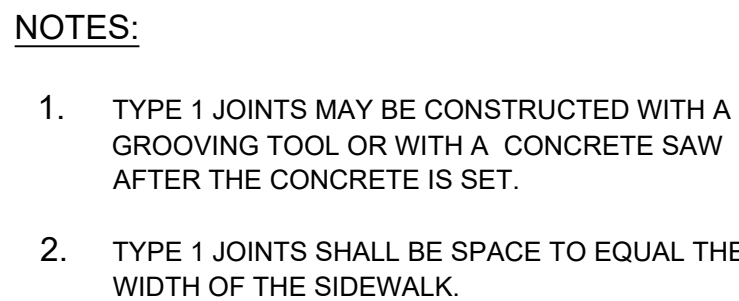 NOTES:
1. TYPE 1 JOINTS MAY BE CONSTRUCTED WITH A
GROOVING TOOL OR WITH A CONCRETE SAW
AFTER THE CONCRETE IS SET.
2. TYPE 1 JOINTS SHALL BE SPACE TO EQUAL THE
WIDTH OF THE SIDEWALK.